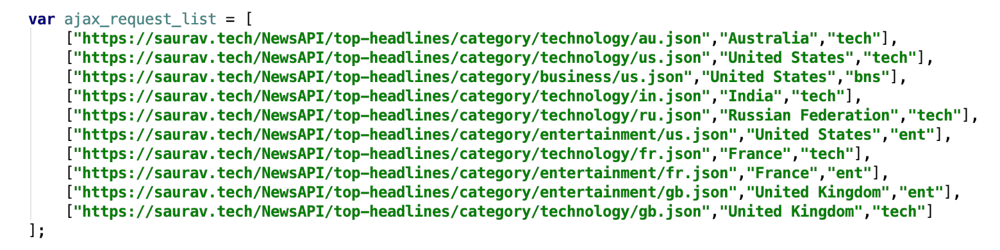 var ajax_request_list = [
["https://saurav.tech/NewsAPI/top-headlines/category/technology/au.json","Australia","tech"],
["https://saurav.tech/NewsAPI/top-headlines/category/technology/us.json","United States","tech"],
["https://saurav.tech/NewsAPI/top-headlines/category/business/us.json","United States","bns"],
["https://saurav.tech/NewsAPI/top-headlines/category/technology/in.json","India","tech"],
["https://saurav.tech/NewsAPI/top-headlines/category/technology/ru.json","Russian Federation","tech"],
["https://saurav.tech/NewsAPI/top-headlines/category/entertainment/us.json","United States","ent"],
["https://saurav.tech/NewsAPI/top-headlines/category/technology/fr.json","France","tech"],
["https://saurav.tech/NewsAPI/top-headlines/category/entertainment/fr.json","France","ent"],
["https://saurav.tech/NewsAPI/top-headlines/category/entertainment/gb.json","United Kingdom","ent"],
["https://saurav.tech/NewsAPI/top-headlines/category/technology/gb.json","United Kingdom","tech"]
];